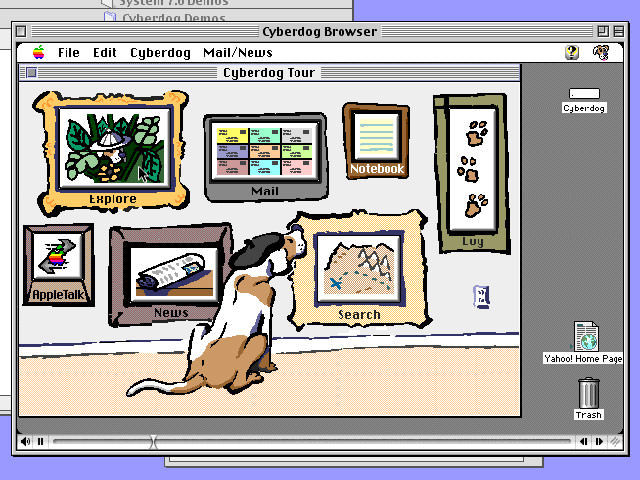 System 7.6 Demos
Cyberdog Demos
Cyberdog Browser
File Edit Cyberdog Mail/News
Cyberdog Tour
Cyberdog
Explore
Mail
Notebook
Log
AppleTalk
News
Search
Yahoo! Home Page
Trash